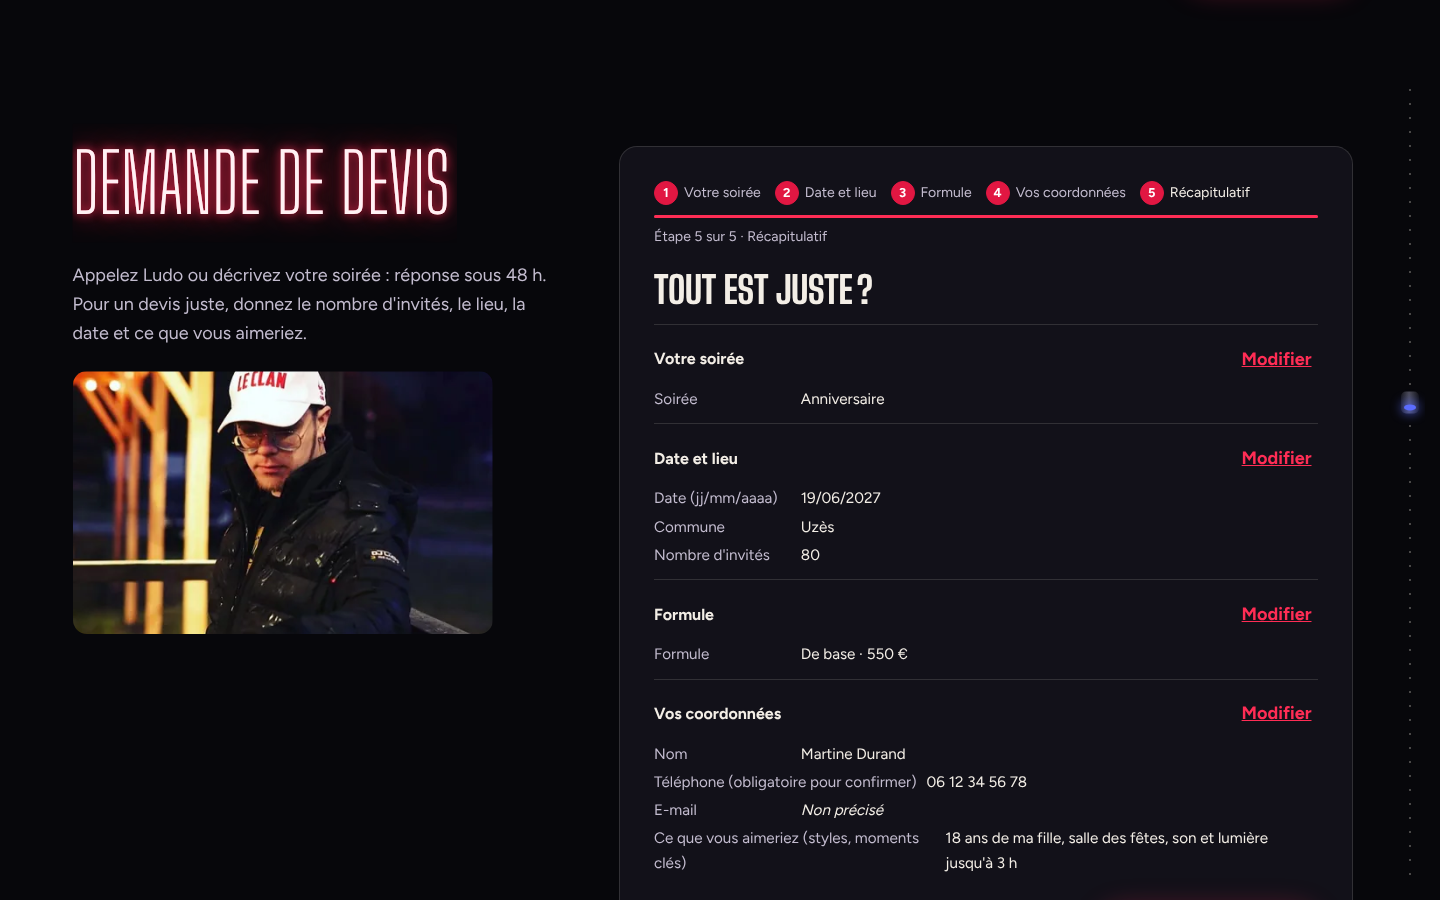 DEMANDE DE DEVIS
Appelez Ludo ou décrivez votre soirée : réponse sous 48 h.
Pour un devis juste, donnez le nombre d'invités, le lieu, la
date et ce que vous aimeriez.
LE CLAN
1 Votre soirée 2 Date et lieu 3 Formule 4 Vos coordonnées 5 Récapitulatif
Étape 5 sur 5 · Récapitulatif
TOUT EST JUSTE ?
Votre soirée Modifier
Soirée Anniversaire
Date et lieu Modifier
Date (jj/mm/aaaa) 19/06/2027
Commune Uzès
Nombre d'invités 80
Formule Modifier
Formule De base · 550 €
Vos coordonnées Modifier
Nom Martine Durand
Téléphone (obligatoire pour confirmer) 06 12 34 56 78
E-mail Non précisé
Ce que vous aimeriez (styles, moments clés) 18 ans de ma fille, salle des fêtes, son et lumière
jusqu'à 3 h